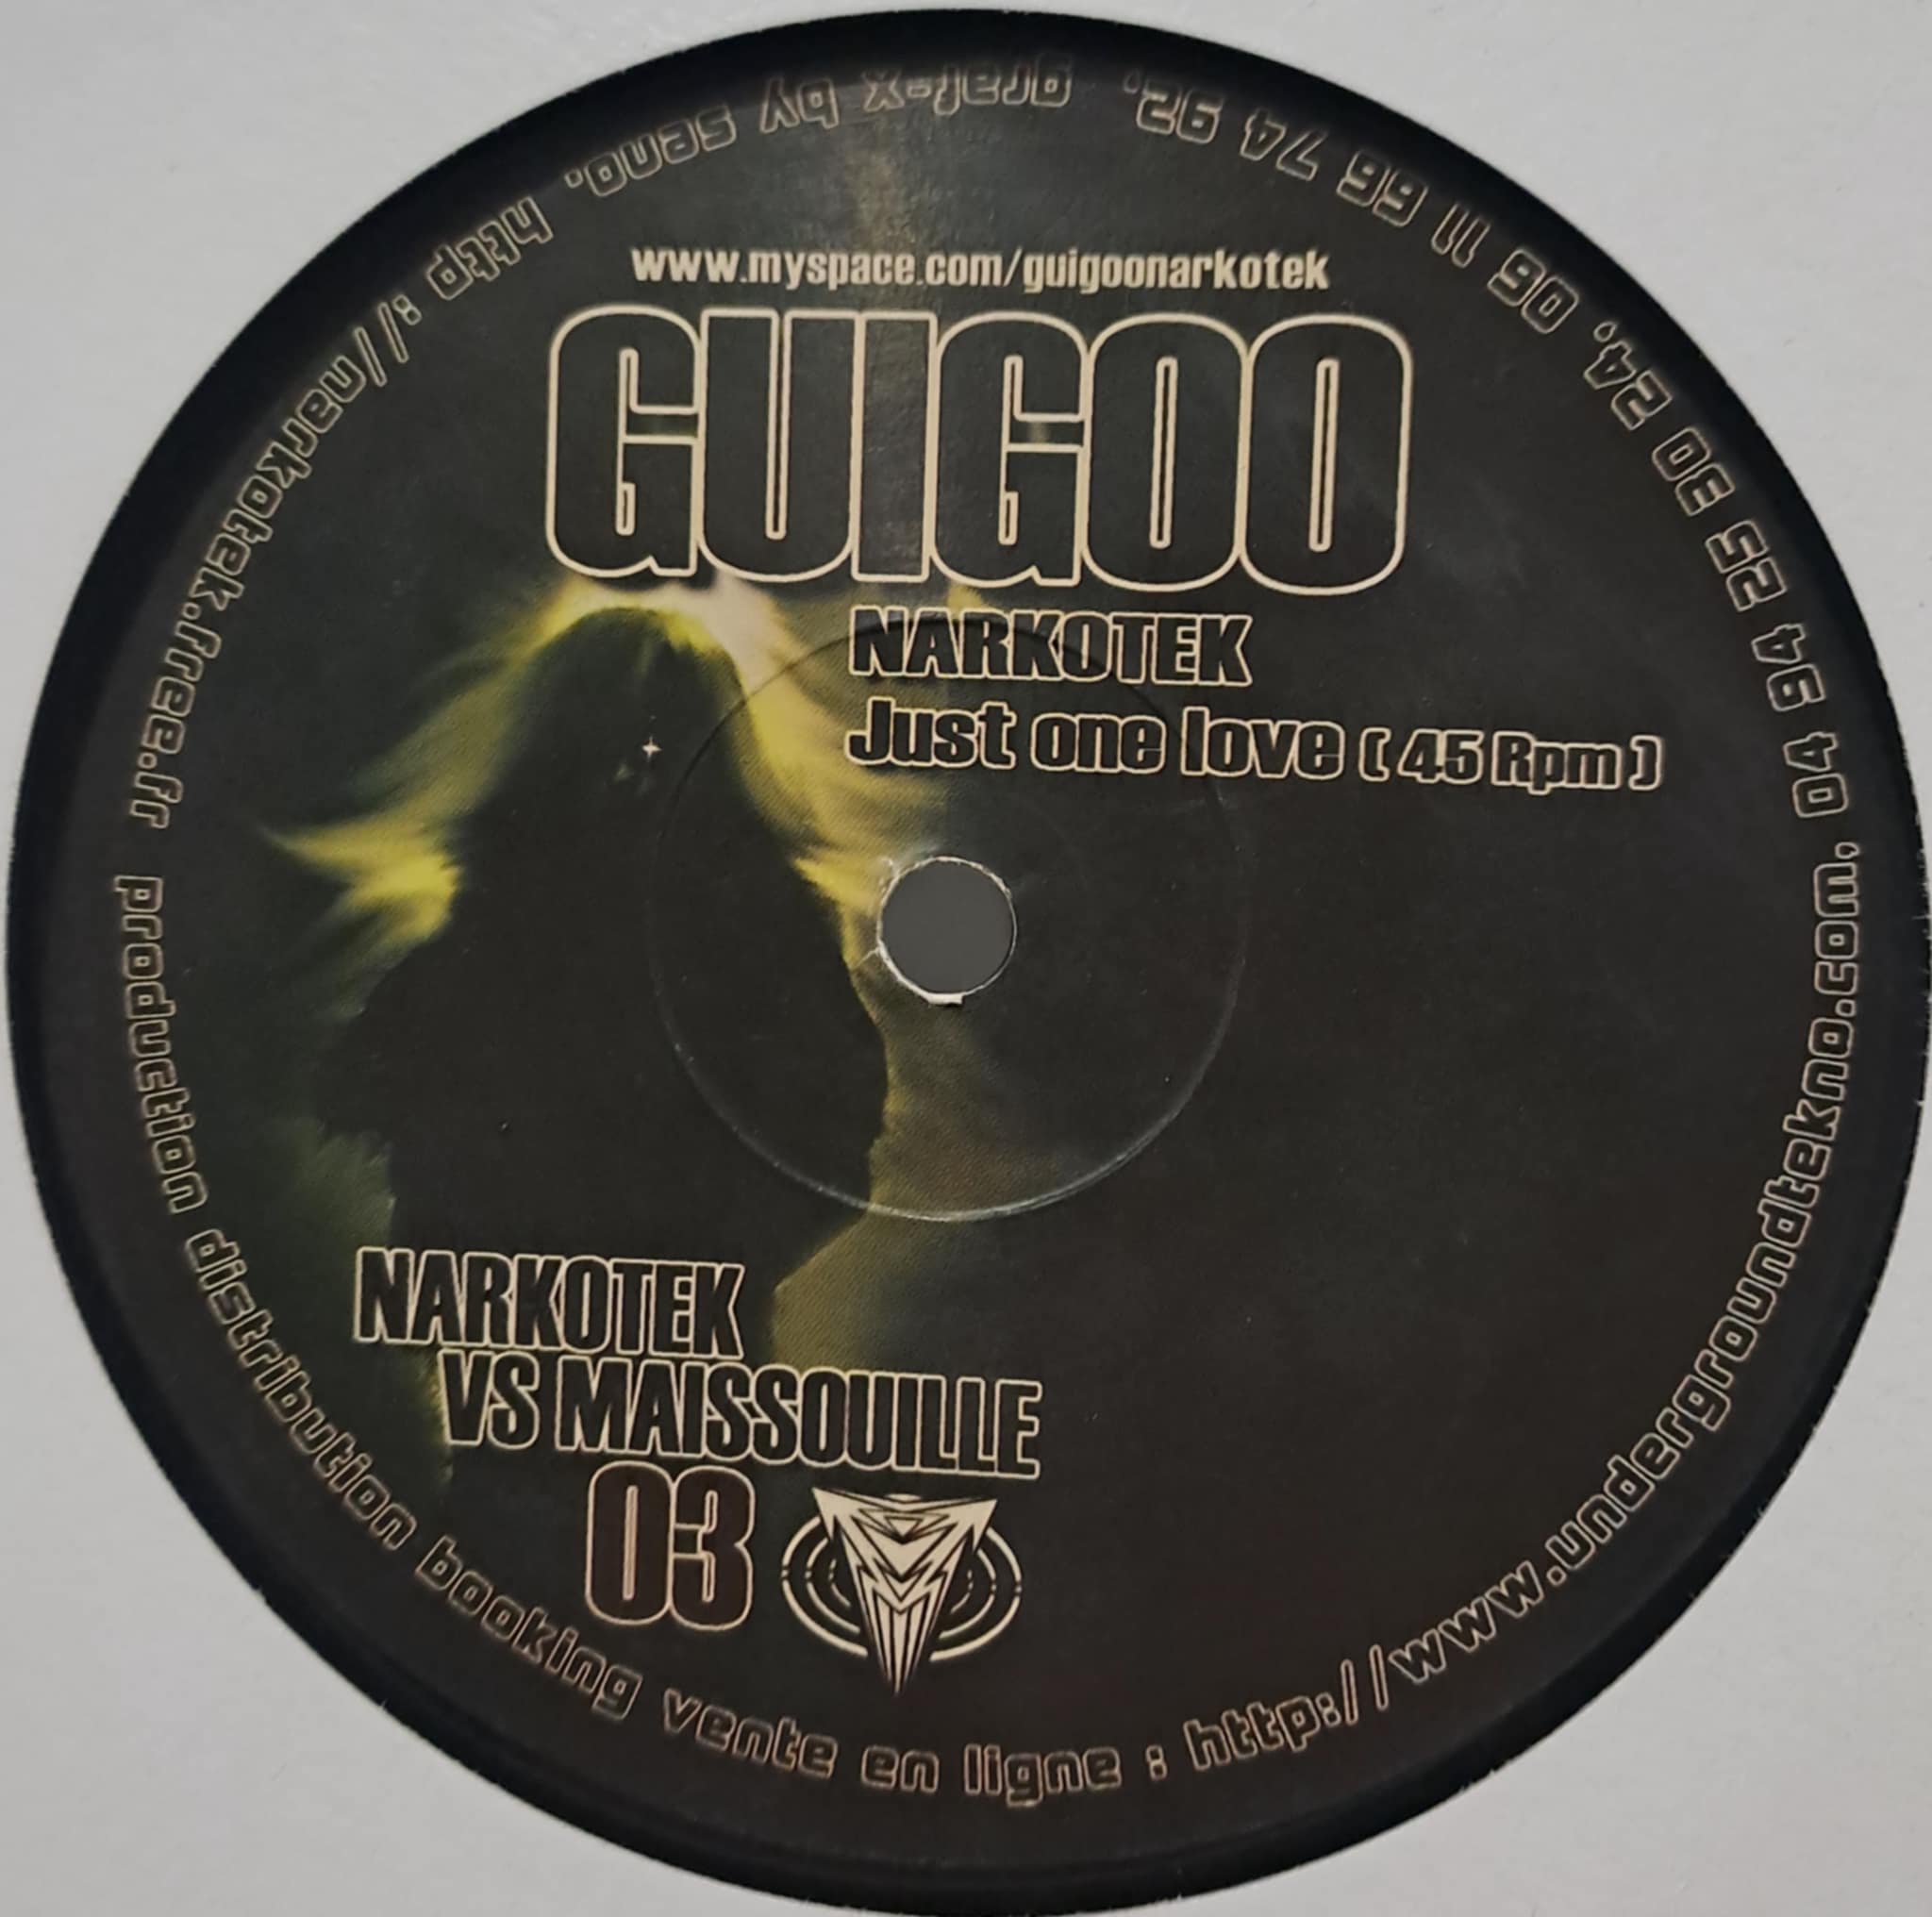 www.myspace.com/guigoonarkotek
GUIGOO
NARKOTEK
Just one love ( 45 Rpm )
NARKOTEK
VS MAISSOUILLE
03
production distribution booking vente en ligne : http://www.undergroundtekno.com, 04 94 25 30 24. 06 11 66 74 92. graf-x by seno. http ://narkotek.free.fr